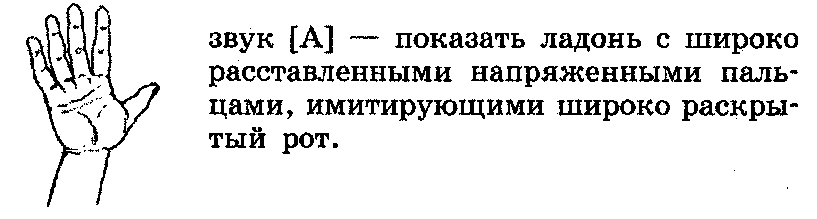 звук [А] — показать ладонь с широко
расставленными напряженными паль-
цами, имитирующими широко раскры-
тый рот.